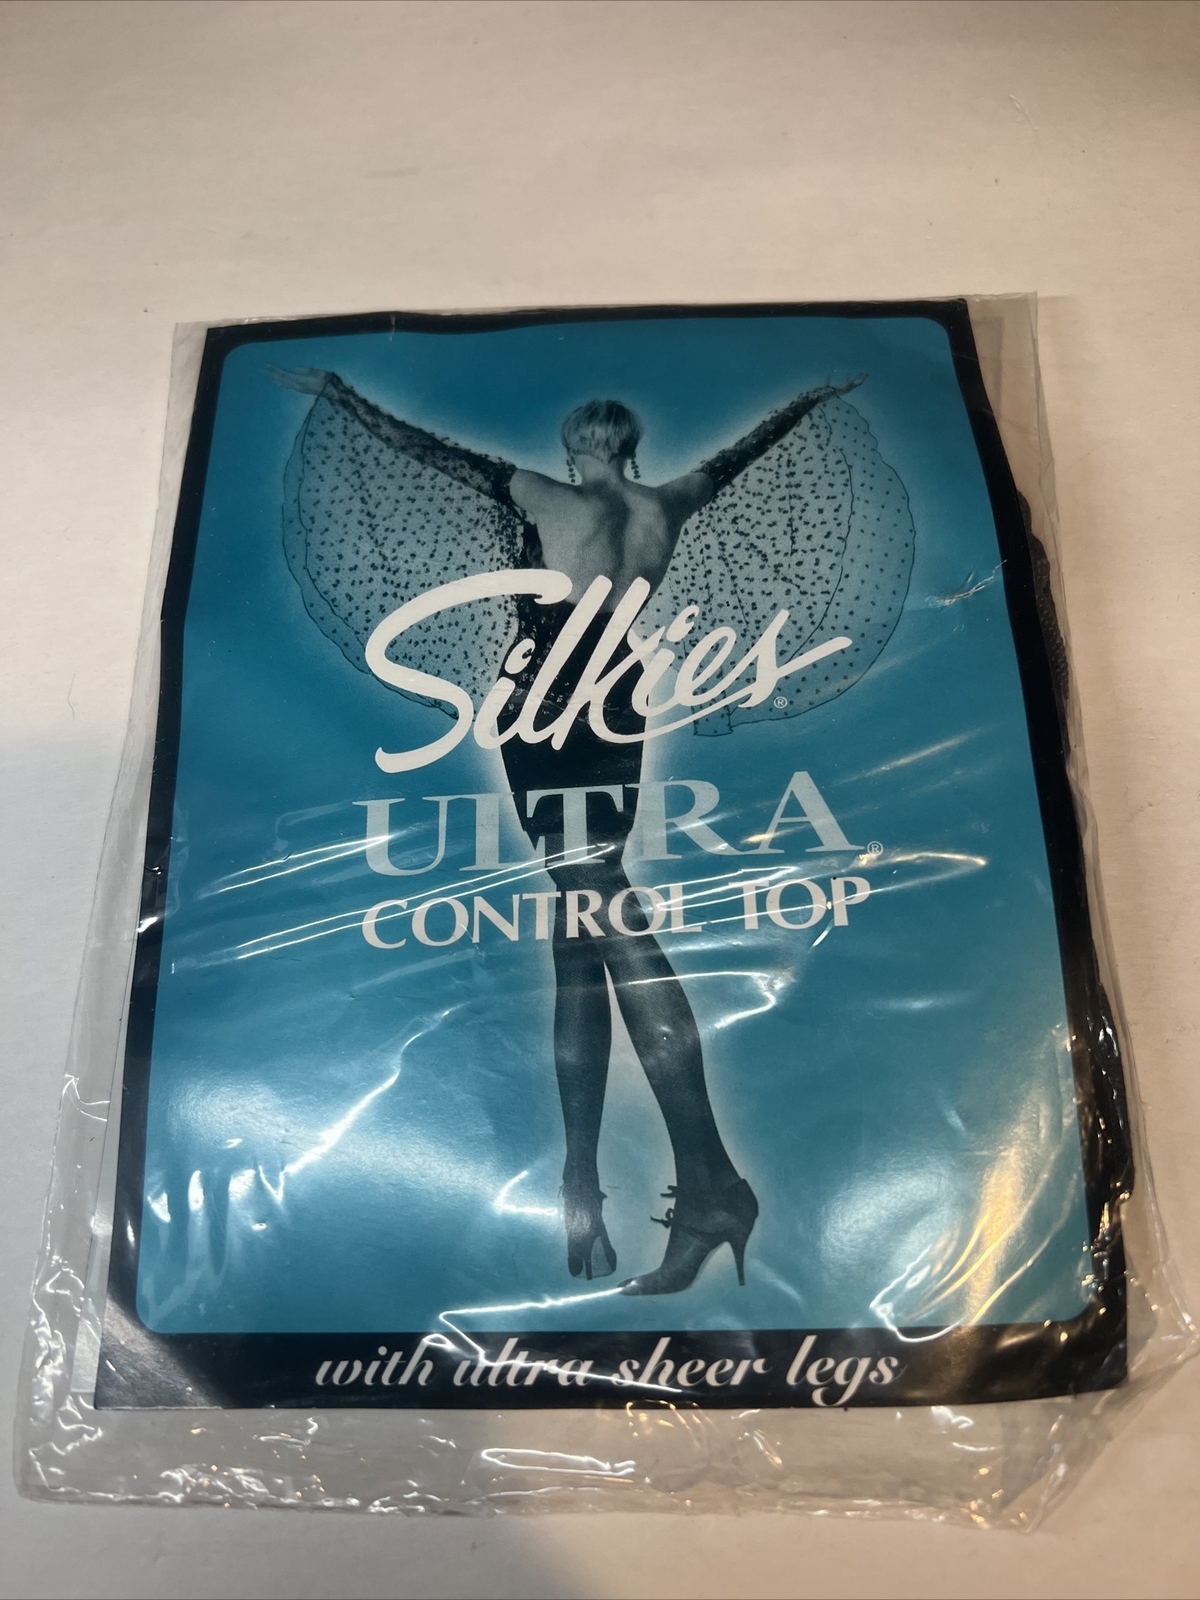 Silkies®
ULTRA®
CONTROL TOP
with ultra sheer legs